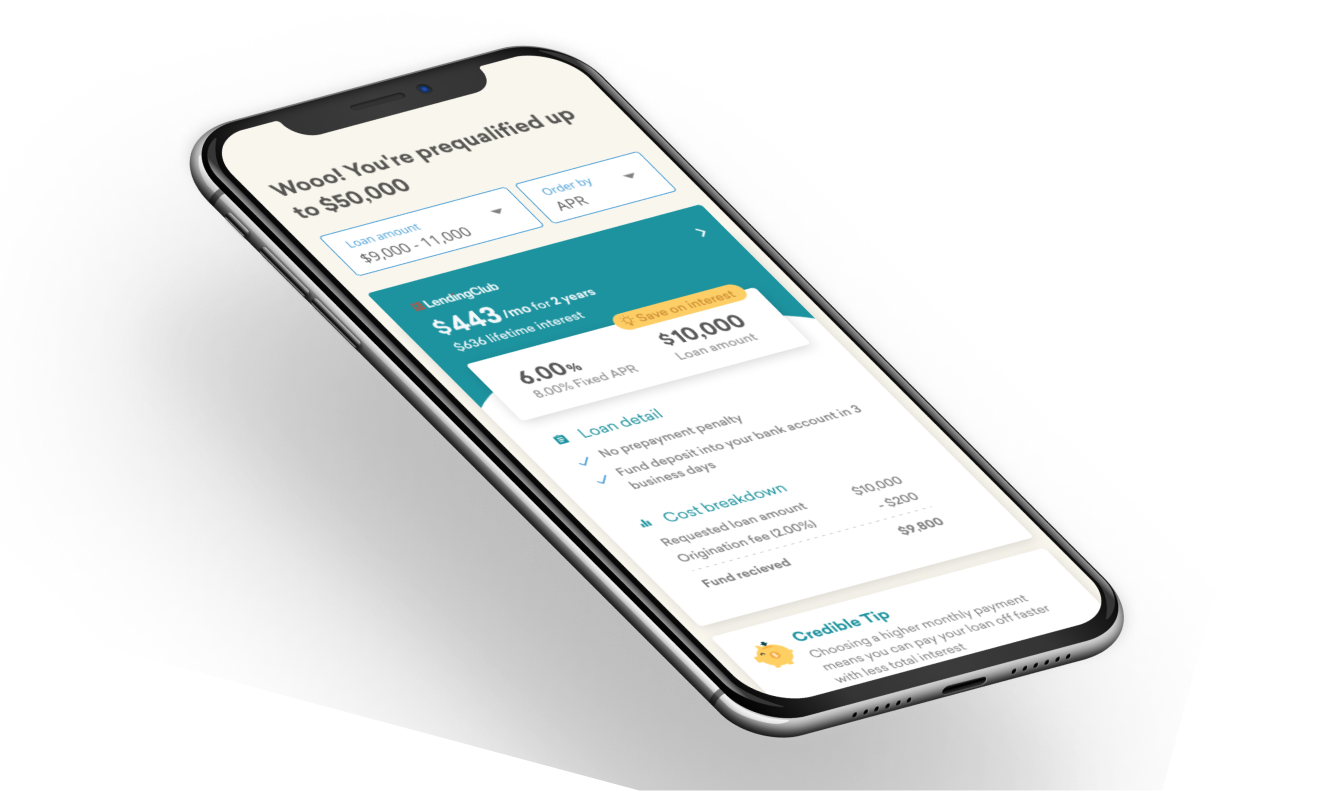 Wooo! You're prequalified up
to $50,000
Loan amount
$9,000 - 11,000
Order by
APR
LendingClub
$443 /mo for 2 years
$636 lifetime interest
Save on interest
6.00%
8.00% Fixed APR
$10,000
Loan amount
Loan detail
No prepayment penalty
Fund deposit into your bank account in 3
business days
Cost breakdown
Requested loan amount $10,000
Origination fee (2.00%) - $200
Fund recieved $9,800
Credible Tip
Choosing a higher monthly payment
means you can pay your loan off faster
with less total interest